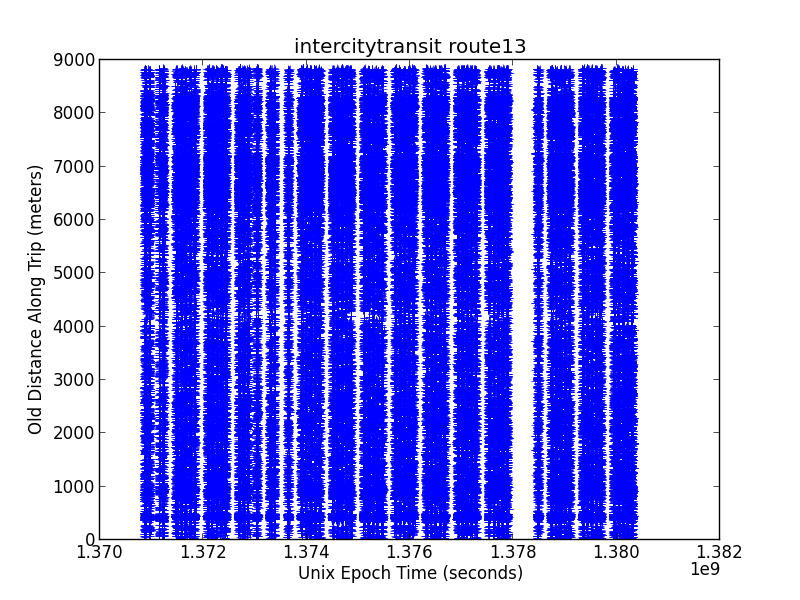 intercitytransit route13
9000
8000
7000
6000
5000
4000
3000
2000
1000
0
Old Distance Along Trip (meters)
1.370 1.372 1.374 1.376 1.378 1.380 1.382
1e9
Unix Epoch Time (seconds)